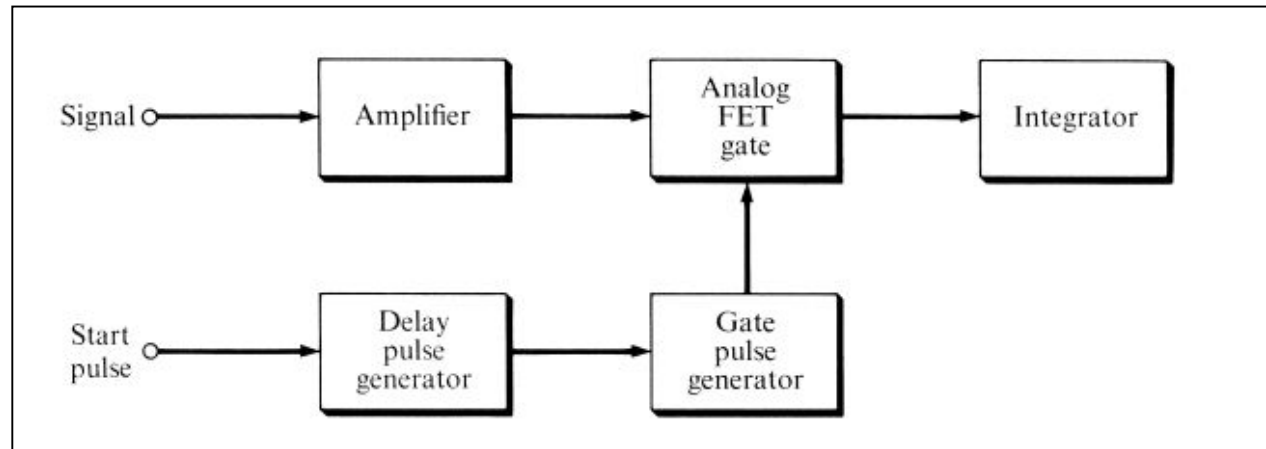 Signal
Amplifier
Analog
FET
gate
Integrator
Start
pulse
Delay
pulse
generator
Gate
pulse
generator